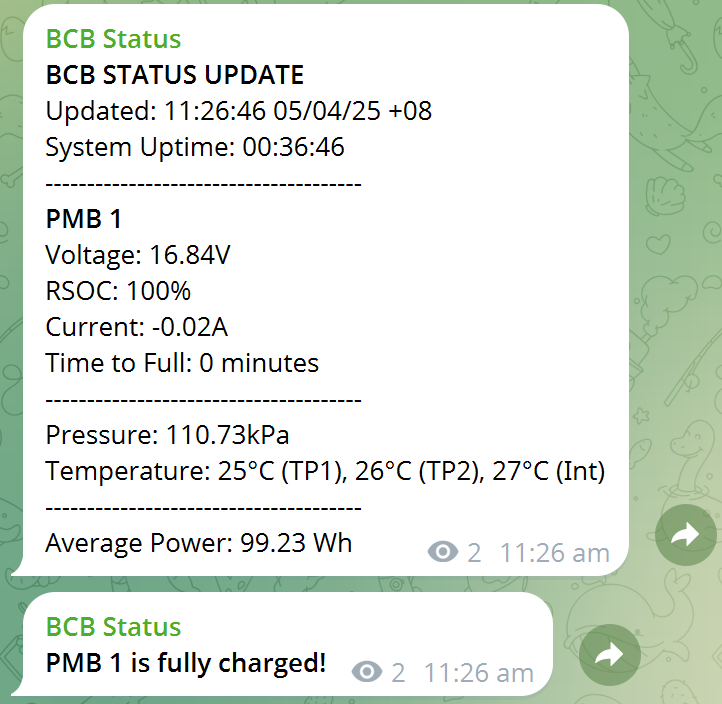 BCB Status
BCB STATUS UPDATE
Updated: 11:26:46 05/04/25 +08
System Uptime: 00:36:46
--------------------------------------
PMB 1
Voltage: 16.84V
RSOC: 100%
Current: -0.02A
Time to Full: 0 minutes
--------------------------------------
Pressure: 110.73kPa
Temperature: 25°C (TP1), 26°C (TP2), 27°C (Int)
--------------------------------------
Average Power: 99.23 Wh
2 11:26 am
BCB Status
PMB 1 is fully charged!
2 11:26 am